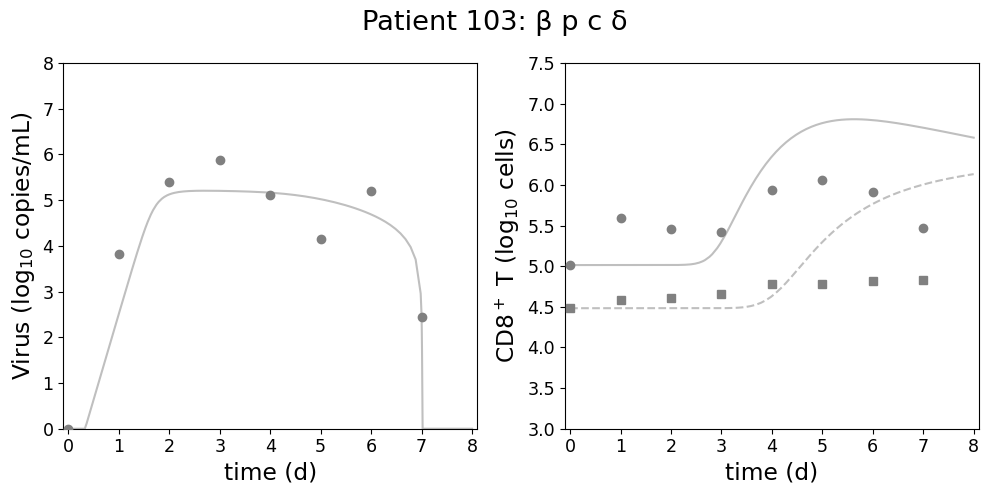 Patient 103: β p c δ
Virus (log₁₀ copies/mL)
8
7
6
5
4
3
2
1
0
0 1 2 3 4 5 6 7 8
time (d)
CD8⁺ T (log₁₀ cells)
7.5
7.0
6.5
6.0
5.5
5.0
4.5
4.0
3.5
3.0
0 1 2 3 4 5 6 7 8
time (d)